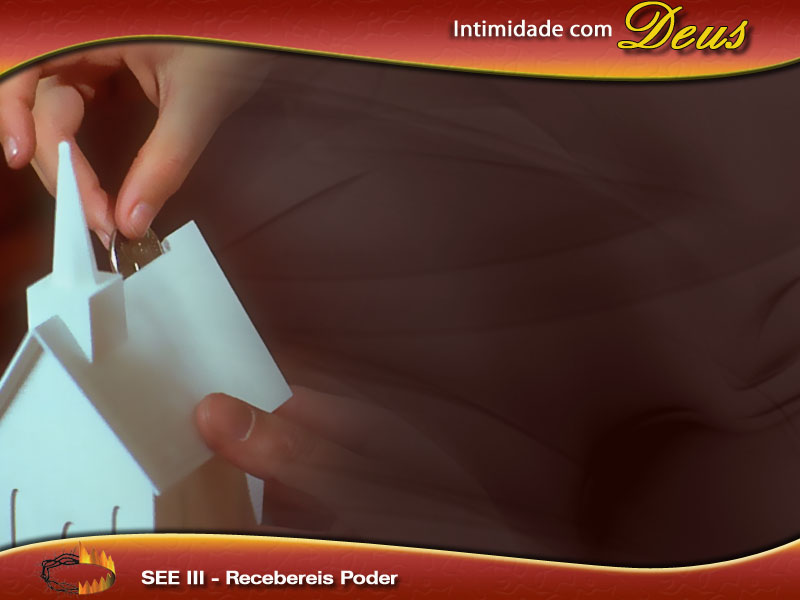 Intimidade com Deus
SEE III - Recebereis Poder